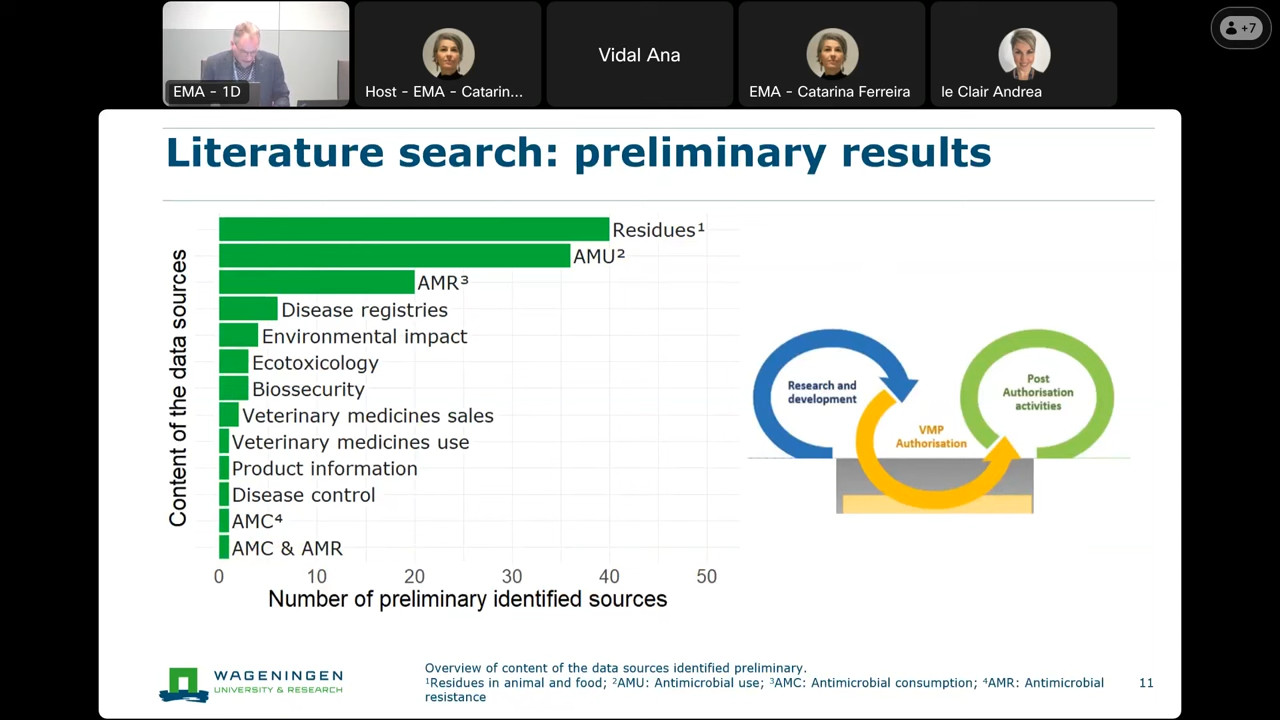 EMA - 1D
Host - EMA - Catarin...
Vidal Ana
EMA - Catarina Ferreira
le Clair Andrea
+7
Literature search: preliminary results
Content of the data sources
Residues¹
AMU²
AMR³
Disease registries
Environmental impact
Ecotoxicology
Biossecurity
Veterinary medicines sales
Veterinary medicines use
Product information
Disease control
AMC⁴
AMC & AMR
0 10 20 30 40 50
Number of preliminary identified sources
Research and
development
VMP
Authorisation
Post
Authorisation
activities
WAGENINGEN
UNIVERSITY & RESEARCH
Overview of content of the data sources identified preliminary.
¹Residues in animal and food; ²AMU: Antimicrobial use; ³AMC: Antimicrobial consumption; ⁴AMR: Antimicrobial
resistance
11